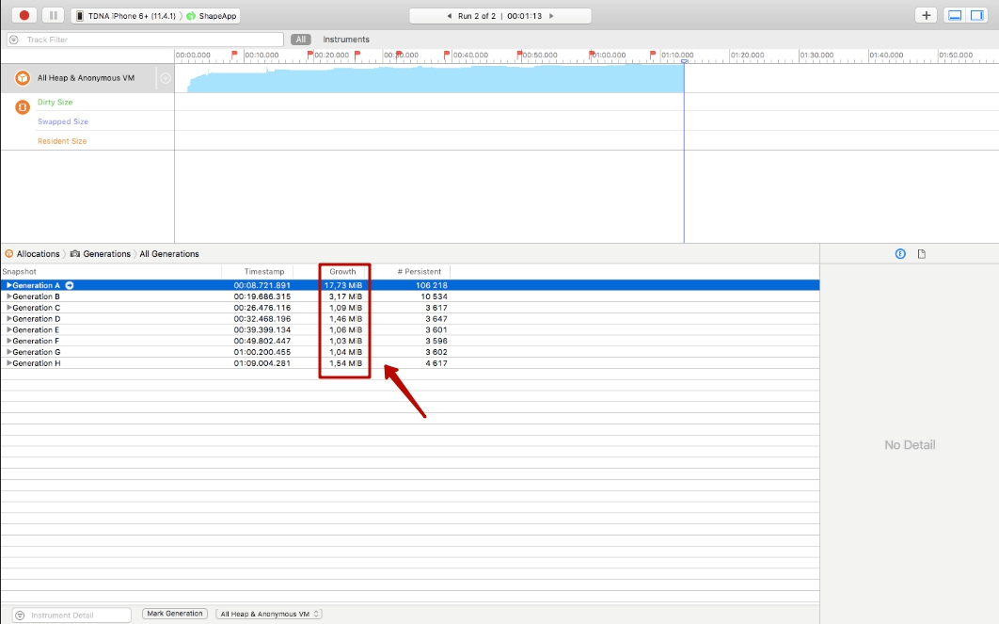 TDNA iPhone 6+ (11.4.1) 〉 ShapeApp
Run 2 of 2 | 00:01:13
Track Filter
All
Instruments
00:00.000 00:10.000 00:20.000 00:30.000 00:40.000 00:50.000 01:00.000 01:10.000 01:20.000 01:30.000 01:40.000 01:50.000
All Heap & Anonymous VM
Dirty Size
Swapped Size
Resident Size
Allocations 〉 Generations 〉 All Generations
Snapshot Timestamp Growth # Persistent
Generation A 00:08.721.891 17,73 MiB 106 218
Generation B 00:19.686.315 3,17 MiB 10 534
Generation C 00:26.476.116 1,09 MiB 3 617
Generation D 00:32.468.196 1,46 MiB 3 647
Generation E 00:39.399.134 1,06 MiB 3 601
Generation F 00:49.802.447 1,03 MiB 3 596
Generation G 01:00.200.455 1,04 MiB 3 602
Generation H 01:09.004.281 1,54 MiB 4 617
No Detail
Instrument Detail
Mark Generation
All Heap & Anonymous VM